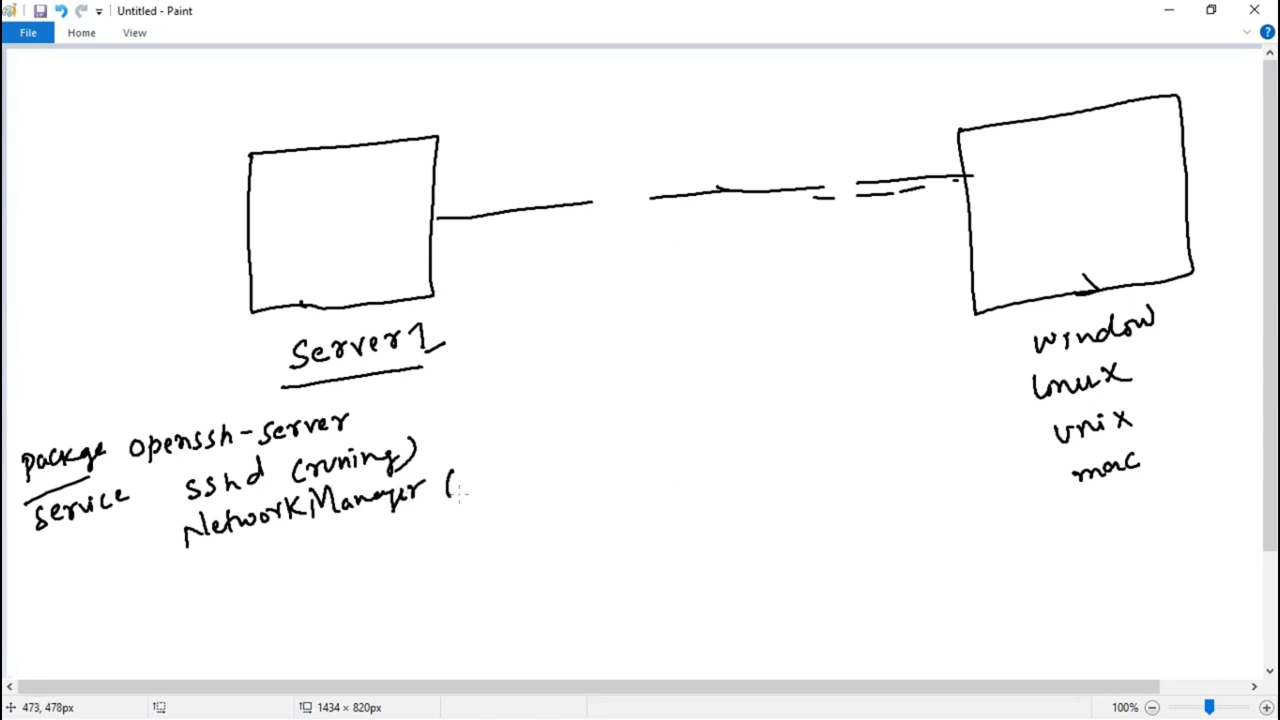 Untitled - Paint
File Home View
Server1
window
Linux
unix
mac
package openssh-server
service sshd (runing)
NetworkManager (
473, 478px
1434 × 820px
100%